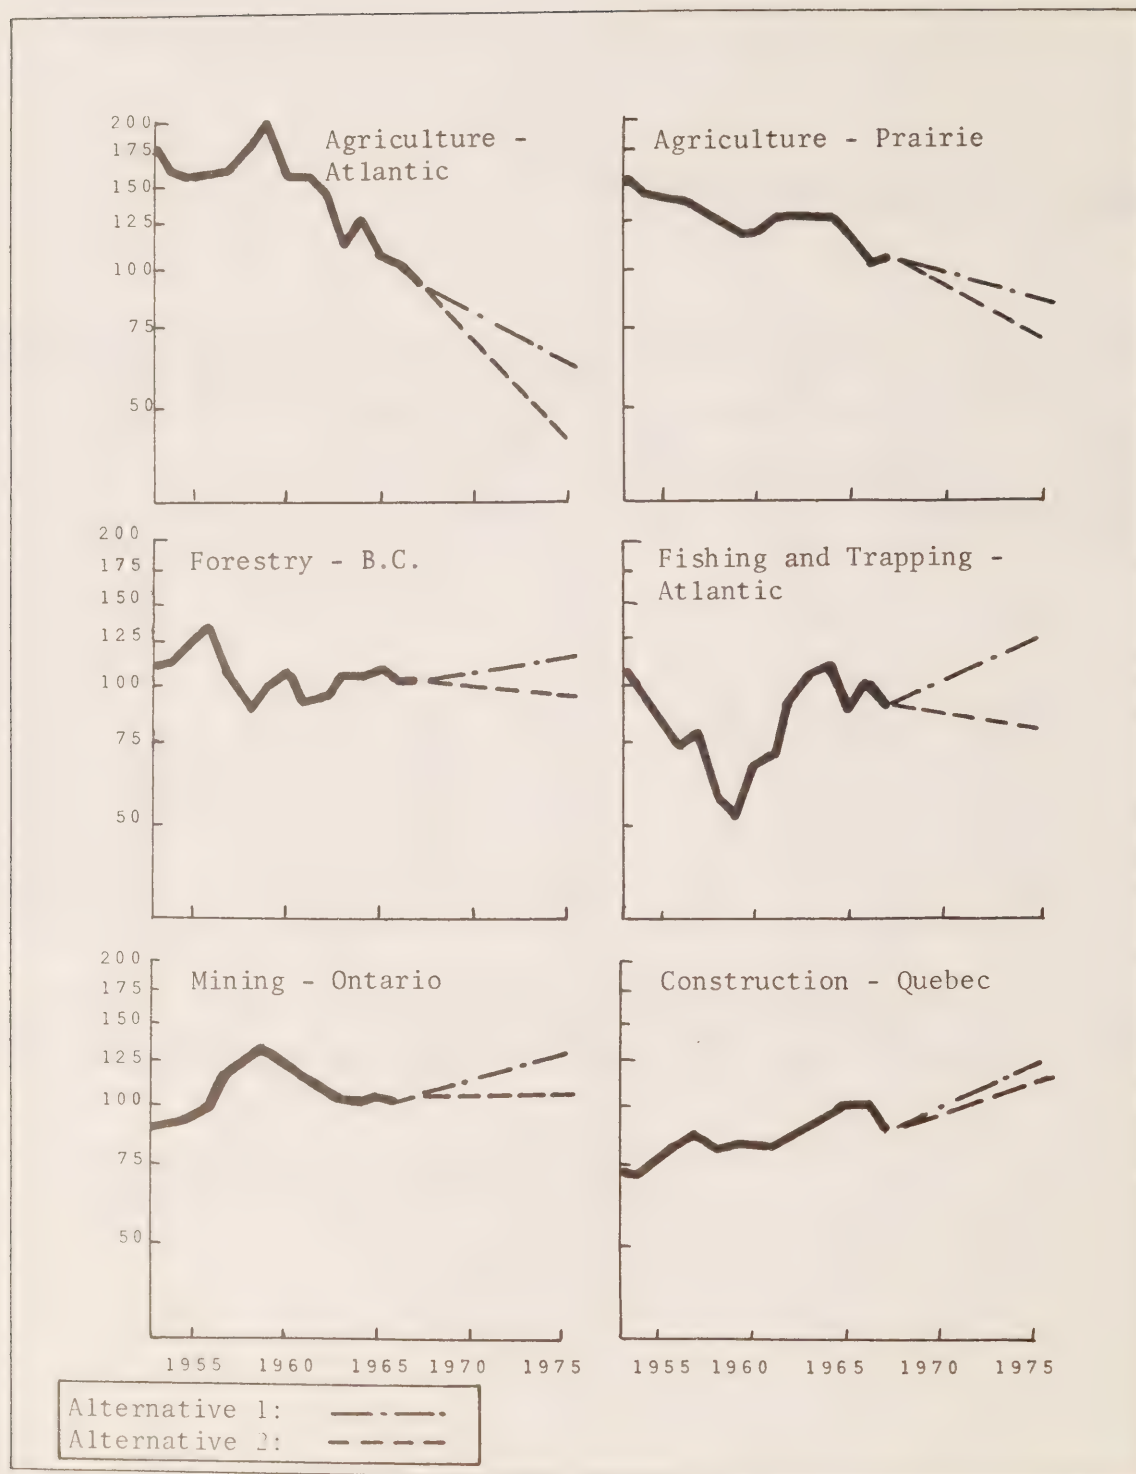 200
175
150
125
100
75
50
Agriculture -
Atlantic
Agriculture - Prairie
200
175
150
125
100
75
50
Forestry - B.C.
Fishing and Trapping -
Atlantic
200
175
150
125
100
75
50
Mining - Ontario
Construction - Quebec
1955 1960 1965 1970 1975
1955 1960 1965 1970 1975
Alternative 1:
Alternative 2: